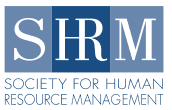 SHRM
SOCIETY FOR HUMAN
RESOURCE MANAGEMENT